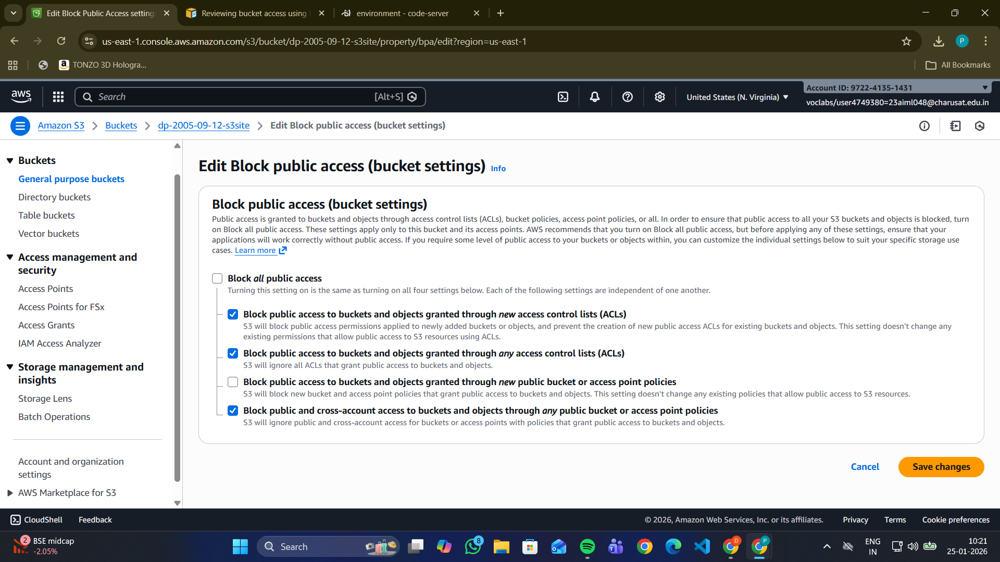 Edit Block Public Access setting
Reviewing bucket access using
environment - code-server
us-east-1.console.aws.amazon.com/s3/bucket/dp-2005-09-12-s3site/property/bpa/edit?region=us-east-1
P
TONZO 3D Hologra...
All Bookmarks
aws
Search
[Alt+S]
United States (N. Virginia)
Account ID: 9722-4135-1431
voclabs/user4749380=23aiml048@charusat.edu.in
Amazon S3
Buckets
dp-2005-09-12-s3site
Edit Block public access (bucket settings)
Buckets
General purpose buckets
Directory buckets
Table buckets
Vector buckets
Access management and
security
Access Points
Access Points for FSx
Access Grants
IAM Access Analyzer
Storage management and
insights
Storage Lens
Batch Operations
Account and organization
settings
AWS Marketplace for S3
Edit Block public access (bucket settings) Info
Block public access (bucket settings)
Public access is granted to buckets and objects through access control lists (ACLs), bucket policies, access point policies, or all. In order to ensure that public access to all your S3 buckets and objects is blocked, turn
on Block all public access. These settings apply only to this bucket and its access points. AWS recommends that you turn on Block all public access, but before applying any of these settings, ensure that your
applications will work correctly without public access. If you require some level of public access to your buckets or objects within, you can customize the individual settings below to suit your specific storage use
cases. Learn more
Block all public access
Turning this setting on is the same as turning on all four settings below. Each of the following settings are independent of one another.
Block public access to buckets and objects granted through new access control lists (ACLs)
S3 will block public access permissions applied to newly added buckets or objects, and prevent the creation of new public access ACLs for existing buckets and objects. This setting doesn't change any
existing permissions that allow public access to S3 resources using ACLs.
Block public access to buckets and objects granted through any access control lists (ACLs)
S3 will ignore all ACLs that grant public access to buckets and objects.
Block public access to buckets and objects granted through new public bucket or access point policies
S3 will block new bucket and access point policies that grant public access to buckets and objects. This setting doesn't change any existing policies that allow public access to S3 resources.
Block public and cross-account access to buckets and objects through any public bucket or access point policies
S3 will ignore public and cross-account access for buckets or access points with policies that grant public access to buckets and objects.
Cancel
Save changes
CloudShell
Feedback
© 2026, Amazon Web Services, Inc. or its affiliates.
Privacy
Terms
Cookie preferences
2
BSE midcap
-2.05%
Search
8
D
P
ENG
IN
10:21
25-01-2026